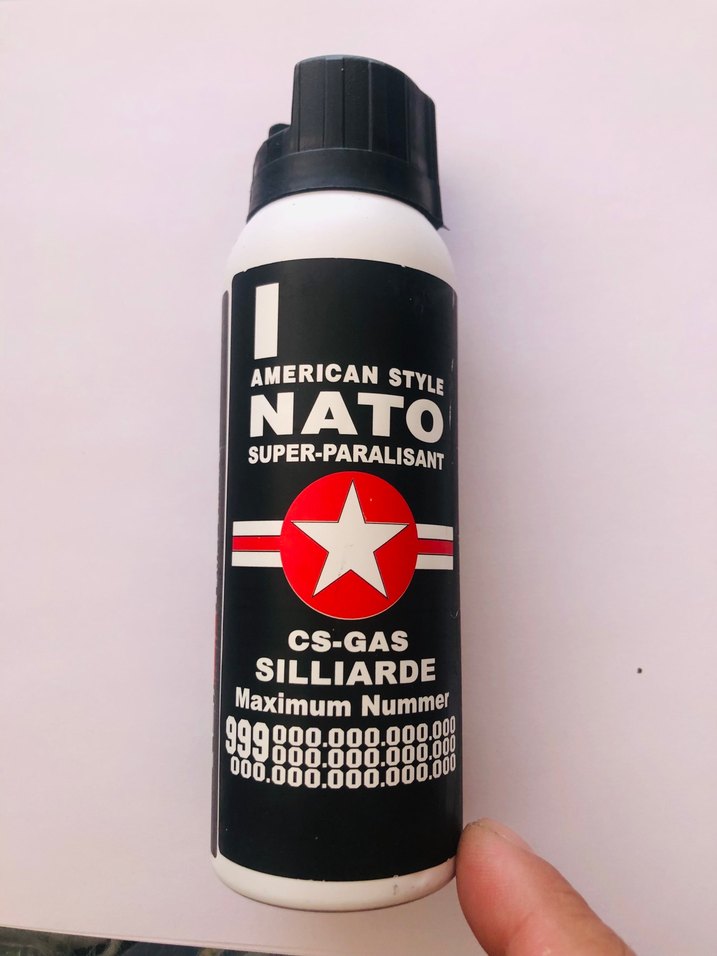 AMERICAN STYLE
NATO
SUPER-PARALISANT
CS-GAS
SILLIARDE
Maximum Nummer
999 000.000.000.000
000.000.000.000
000.000.000.000.000